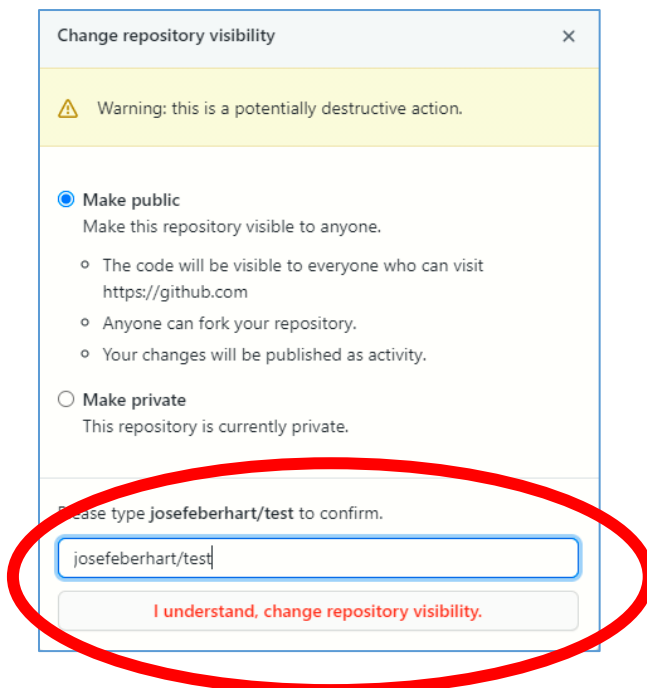 Change repository visibility
Warning: this is a potentially destructive action.
Make public
Make this repository visible to anyone.
The code will be visible to everyone who can visit
https://github.com
Anyone can fork your repository.
Your changes will be published as activity.
Make private
This repository is currently private.
Please type josefeberhart/test to confirm.
josefeberhart/test
I understand, change repository visibility.